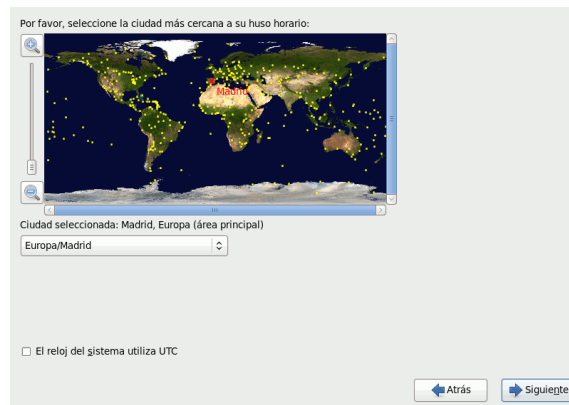 Por favor, seleccione la ciudad más cercana a su huso horario:
Madrid
Ciudad seleccionada: Madrid, Europa (área principal)
Europa/Madrid
El reloj del sistema utiliza UTC
Atrás
Siguiente